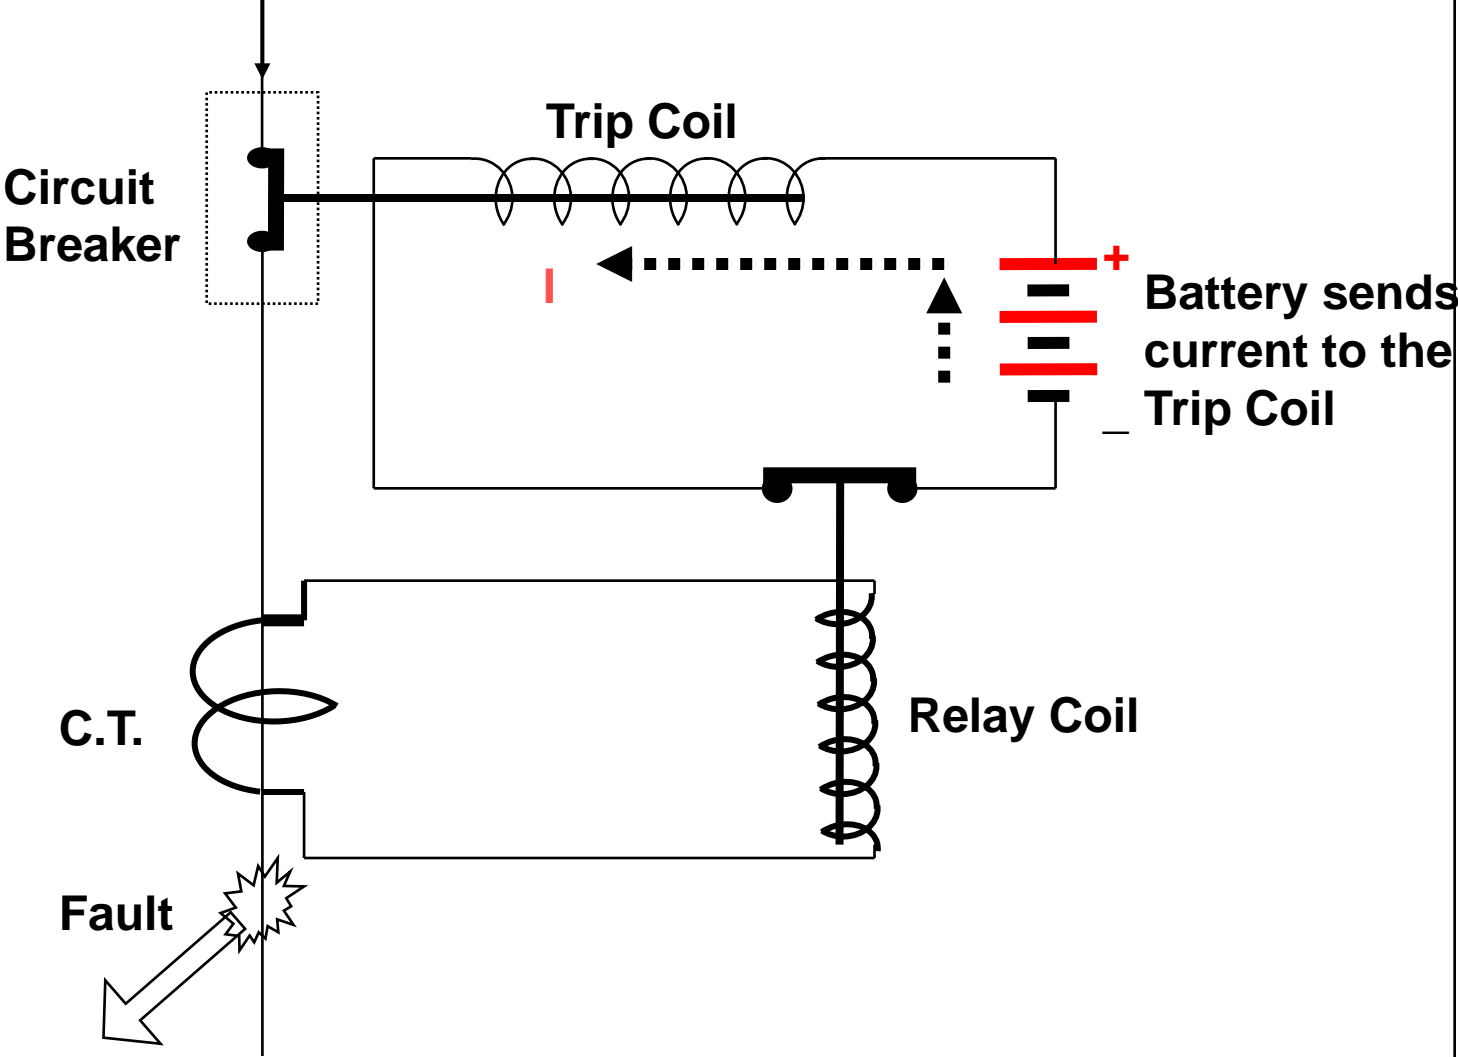 Trip Coil
Circuit
Breaker
I
+
Battery sends
current to the
Trip Coil
_
C.T.
Relay Coil
Fault